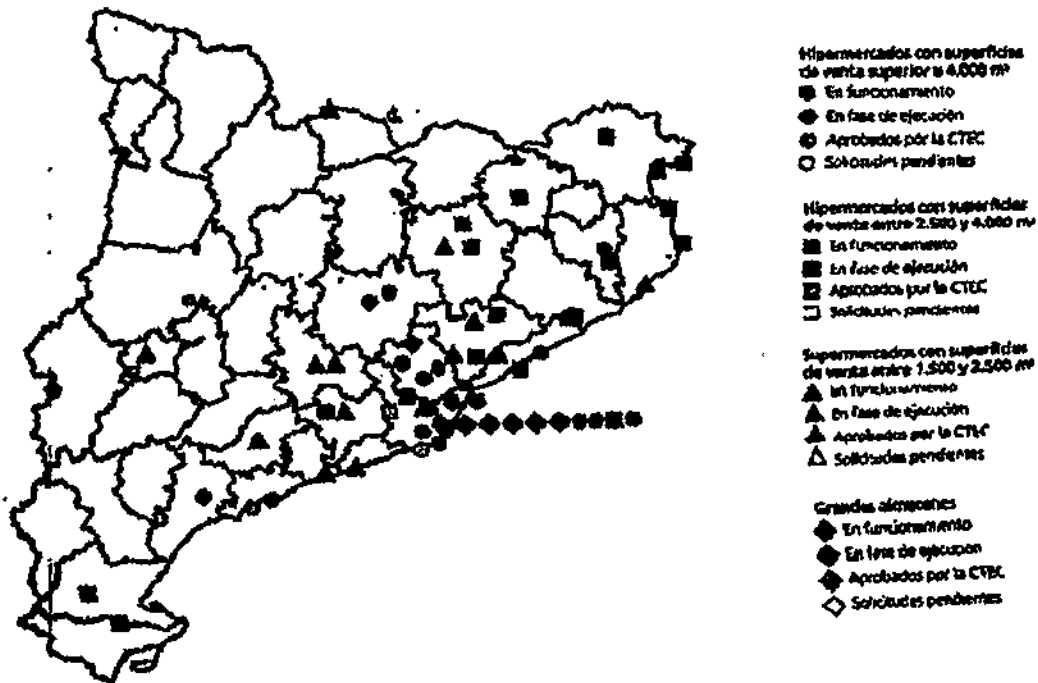 Hipermercados con superficies
de venta superior a 4.000 m²
En funcionamento
En fase de ejecución
Aprobados por la CTEC
Solicitudes pendientes
Hipermercados con superficies
de venta entre 2.500 y 4.000 m²
En funcionamento
En fase de ejecución
Aprobados por la CTEC
Solicitudes pendientes
Supermercados con superficies
de venta entre 1.500 y 2.500 m²
En funcionamento
En fase de ejecución
Aprobados por la CTEC
Solicitudes pendientes
Grandes almacenes
En funcionamento
En fase de ejecución
Aprobados por la CTEC
Solicitudes pendientes